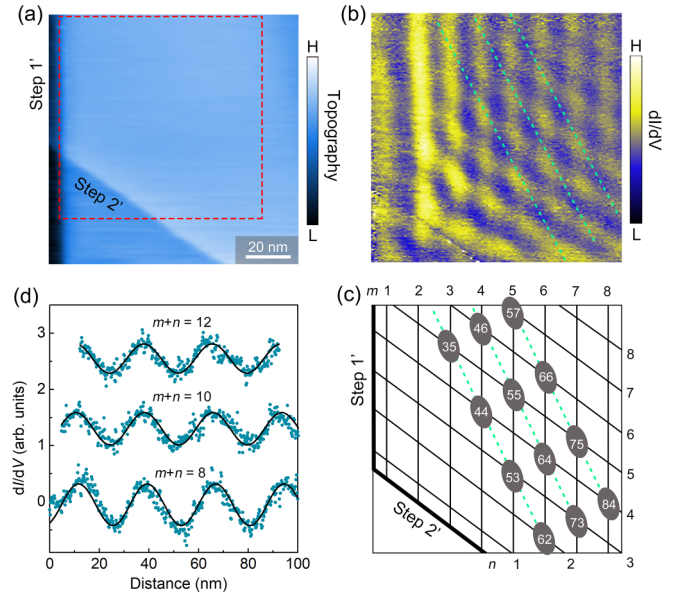 (a)
Step 1'
Step 2'
20 nm
H
Topography
L
(b)
H
dI/dV
L
(d)
m+n = 12
m+n = 10
m+n = 8
3
2
1
0
dI/dV (arb. units)
0 20 40 60 80 100
Distance (nm)
(c)
m 1 2 3 4 5 6 7 8
57
46
35
66
55
44
75
64
53
84
73
62
8
7
6
5
4
3
Step 1'
Step 2'
n 1 2